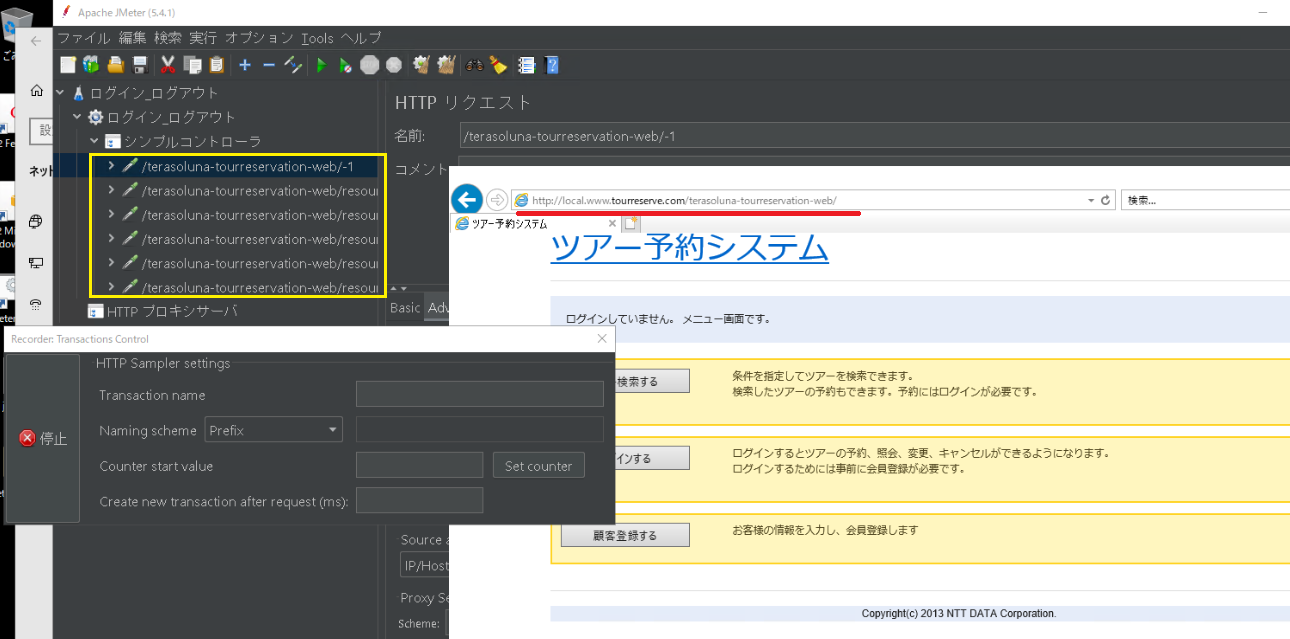 Apache JMeter (5.4.1)
ファイル 編集 検索 実行 オプション Tools ヘルプ
ログイン_ログアウト
ログイン_ログアウト
シンプルコントローラ
/terasoluna-tourreservation-web/-1
/terasoluna-tourreservation-web/resour
/terasoluna-tourreservation-web/resour
/terasoluna-tourreservation-web/resour
/terasoluna-tourreservation-web/resour
/terasoluna-tourreservation-web/resour
HTTP プロキシサーバ
設
ネット
HTTP リクエスト
名前:
/terasoluna-tourreservation-web/-1
コメント
Basic
Adv
http://local.www.tourreserve.com/terasoluna-tourreservation-web/
検索...
ツアー予約システム
ツアー予約システム
ログインしていません。 メニュー画面です。
検索する
条件を指定してツアーを検索できます。
検索したツアーの予約もできます。予約にはログインが必要です。
インする
ログインするとツアーの予約、照会、変更、キャンセルができるようになります。
ログインするためには事前に会員登録が必要です。
顧客登録する
お客様の情報を入力し、会員登録します
Copyright(c) 2013 NTT DATA Corporation.
Recorder: Transactions Control
停止
HTTP Sampler settings
Transaction name
Naming scheme
Prefix
Counter start value
Set counter
Create new transaction after request (ms):
Source a
IP/Host
Proxy Se
Scheme: